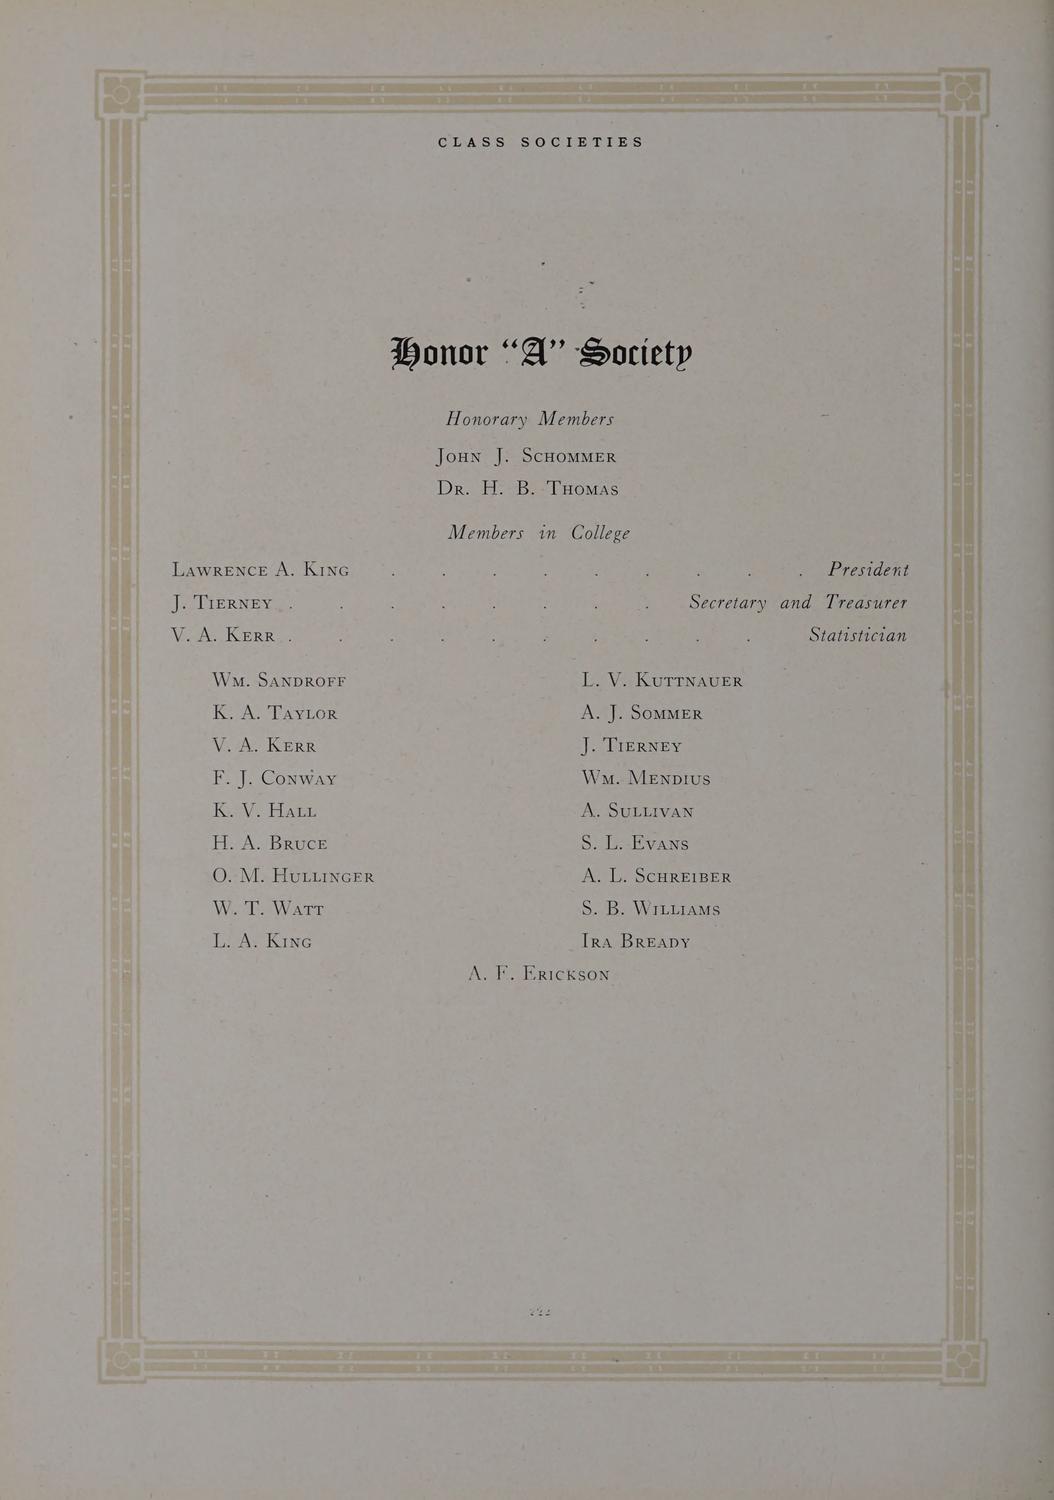 CLASS SOCIETIES
Honor “A” Society
Honorary Members
John J. Schommer
Dr. H. B. Thomas
Members in College
Lawrence A. King . . . . . . . . . President
J. Tierney . . . . . . . . Secretary and Treasurer
V. A. Kerr . . . . . . . . . . Statistician
Wm. Sandroff L. V. Kuttnauer
K. A. Taylor A. J. Sommer
V. A. Kerr J. Tierney
F. J. Conway Wm. Mendius
K. V. Hall A. Sullivan
H. A. Bruce S. L. Evans
O. M. Hullinger A. L. Schreiber
W. T. Watt S. B. Williams
L. A. King Ira Bready
A. F. Erickson